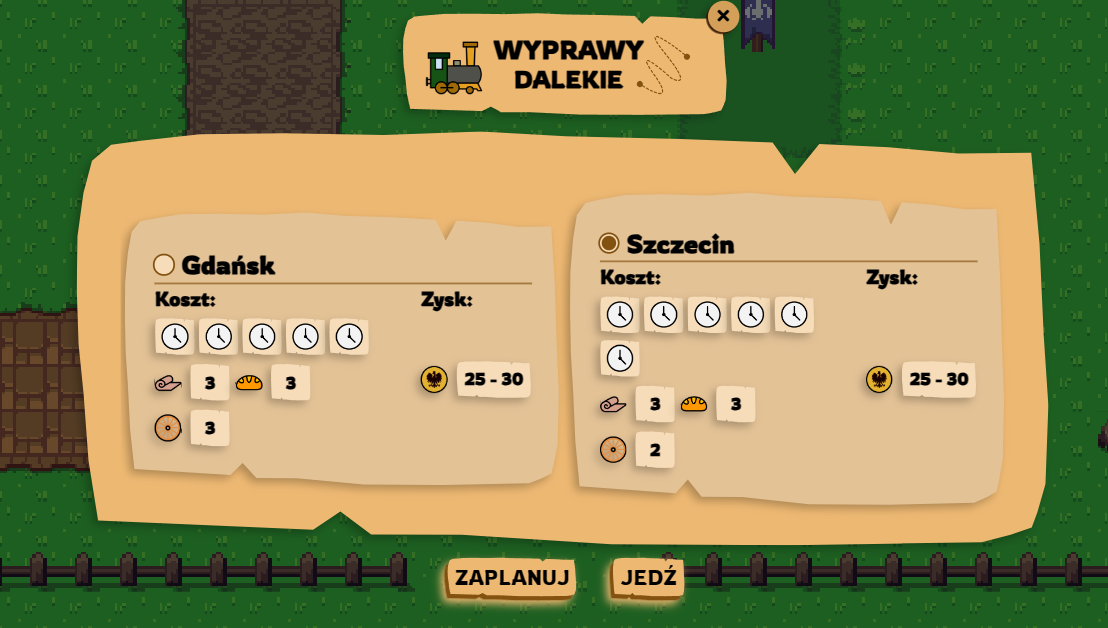 WYPRAWY
DALEKIE
Gdańsk
Koszt:
Zysk:
3
3
25 - 30
3
Szczecin
Koszt:
Zysk:
25 - 30
3
3
2
ZAPLANUJ
JEDŹ